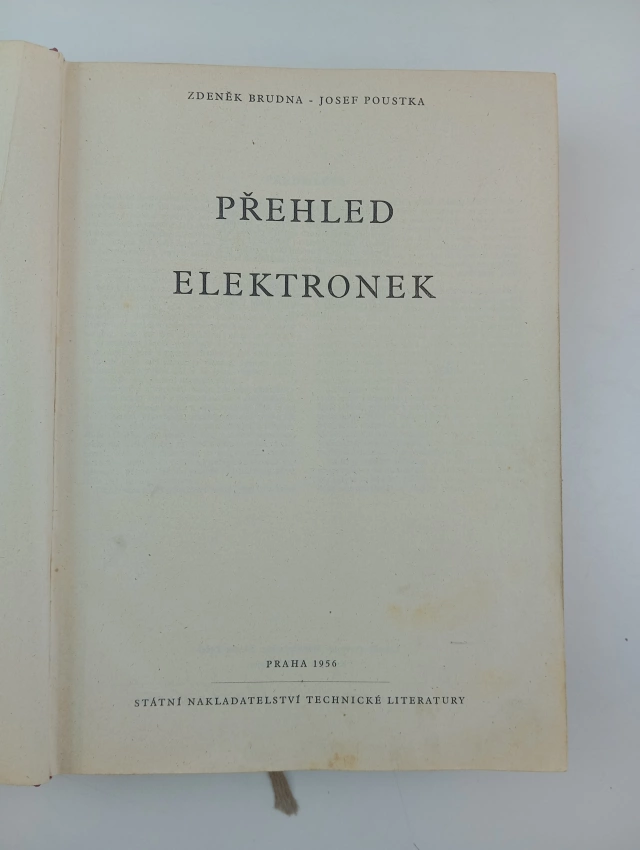 ZDENĚK BRUDNA - JOSEF POUSTKA
PŘEHLED
ELEKTRONEK
PRAHA 1956
STÁTNÍ NAKLADATELSTVÍ TECHNICKÉ LITERATURY